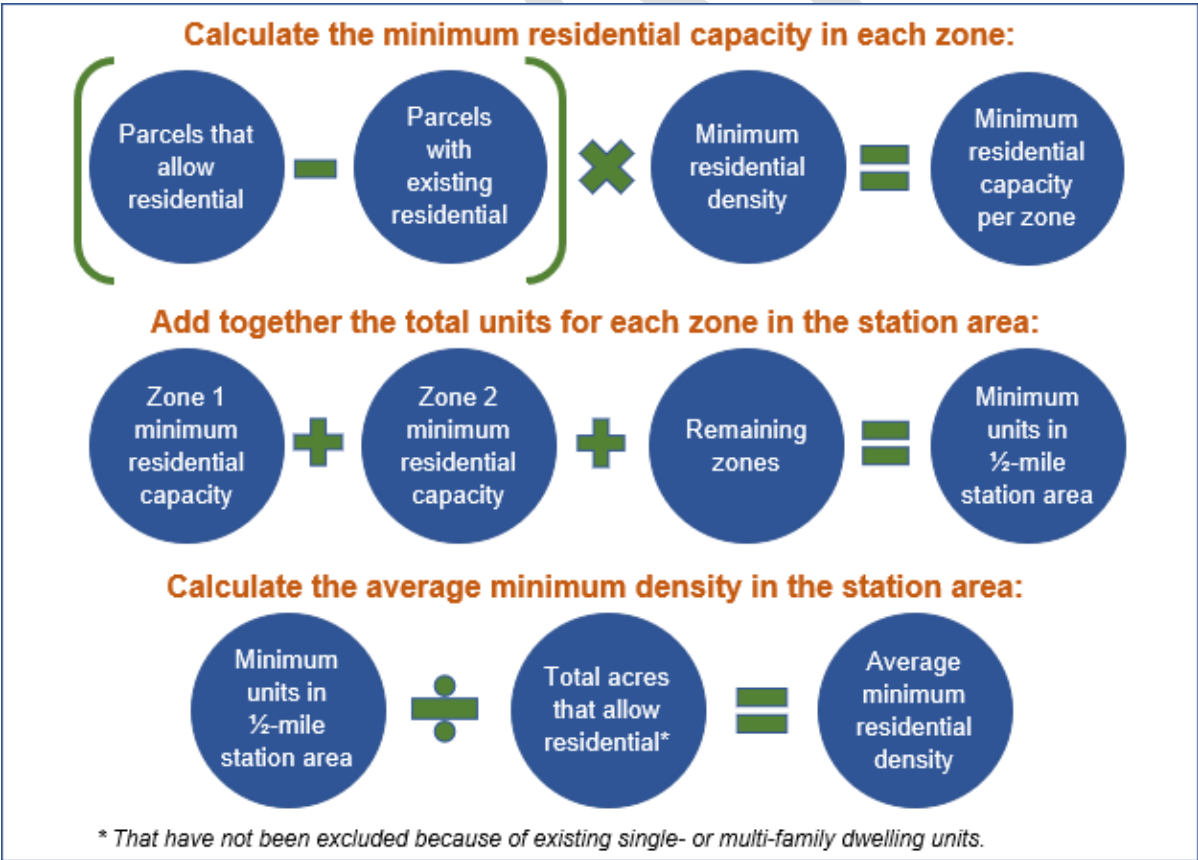 Calculate the minimum residential capacity in each zone:
Parcels that
allow
residential
Parcels
with
existing
residential
Minimum
residential
density
Minimum
residential
capacity
per zone
Add together the total units for each zone in the station area:
Zone 1
minimum
residential
capacity
Zone 2
minimum
residential
capacity
Remaining
zones
Minimum
units in
½-mile
station area
Calculate the average minimum density in the station area:
Minimum
units in
½-mile
station area
Total acres
that allow
residential*
Average
minimum
residential
density
* That have not been excluded because of existing single- or multi-family dwelling units.